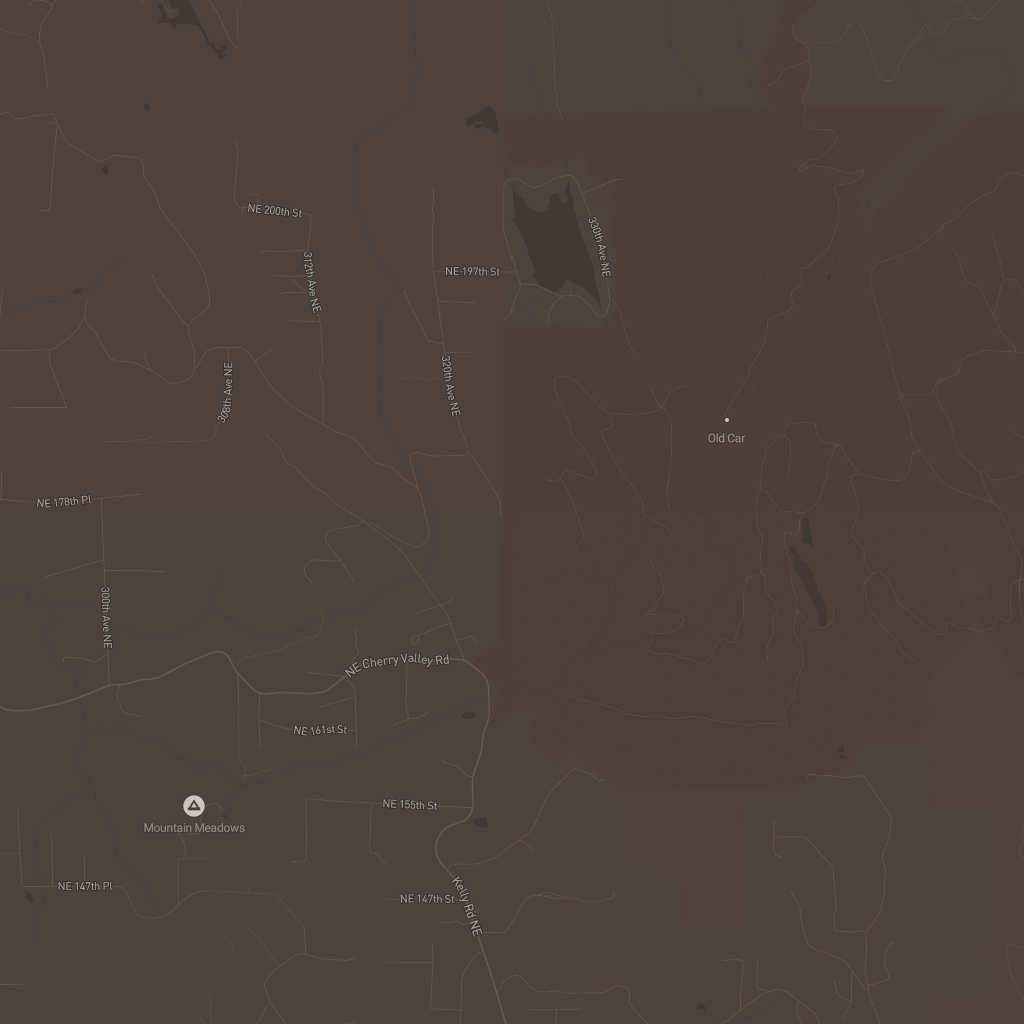 NE 200th St
330th Ave NE
312th Ave NE
NE 197th St
308th Ave NE
320th Ave NE
Old Car
NE 178th Pl
300th Ave NE
NE Cherry Valley Rd
NE 161st St
NE 155th St
Mountain Meadows
NE 147th Pl
NE 147th St
Kelly Rd NE